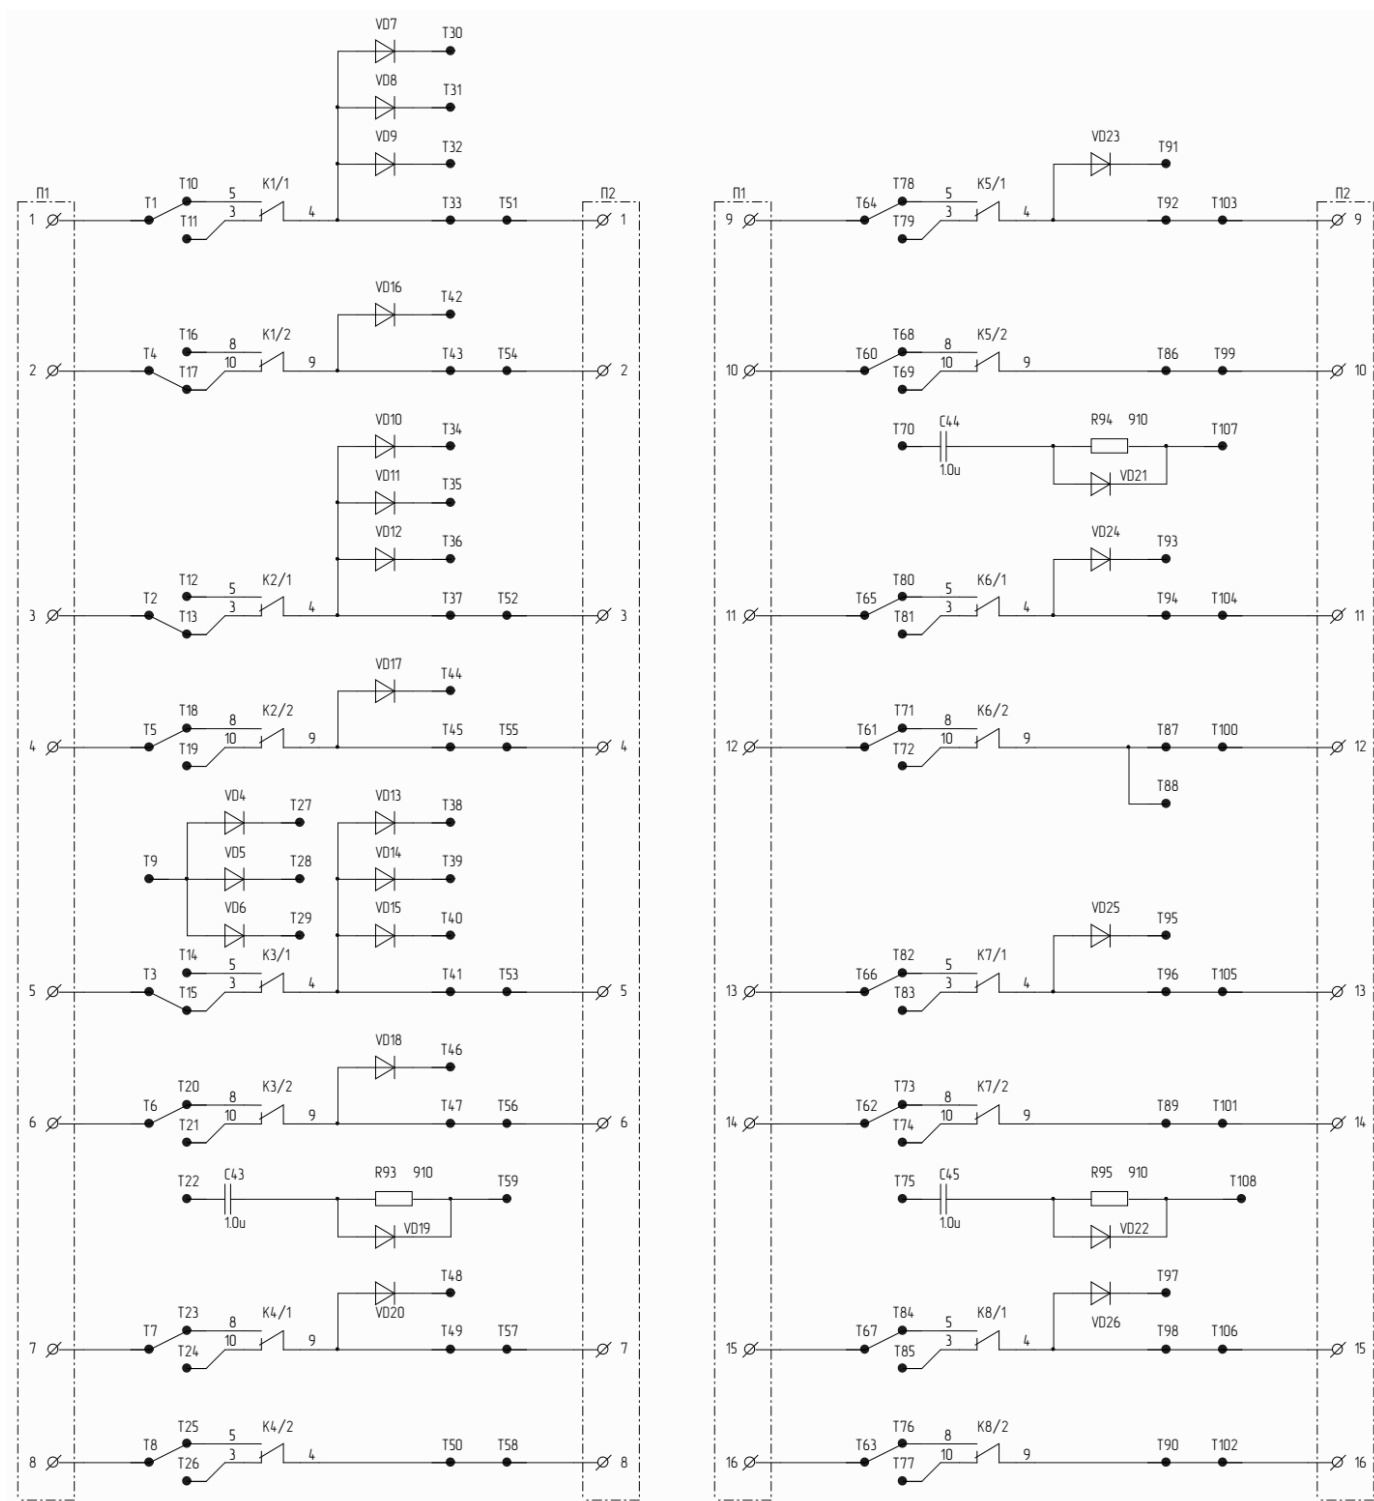 VD7 T30
VD8 T31
VD9 T32
VD23 T91
П1 T10 5 K1/1 П2 П1 T78 5 K5/1 П2
1 T1 3 4 T33 T51 1 9 T64 3 4 T92 T103 9
T11 T79
VD16 T42
T16 8 K1/2 T68 8 K5/2
2 T4 10 9 T43 T54 2 10 T60 10 9 T86 T99 10
T17 T69
VD10 T34 T70 C44 R94 910 T107
1.0u VD21
VD11 T35
VD12 T36 VD24 T93
T12 5 K2/1 T80 5 K6/1
3 T2 3 4 T37 T52 3 11 T65 3 4 T94 T104 11
T13 T81
VD17 T44
T18 8 K2/2 T71 8 K6/2
4 T5 10 9 T45 T55 4 12 T61 10 9 T87 T100 12
T19 T72
T88
VD4 T27 VD13 T38
T9 VD5 T28 VD14 T39
VD6 T29 VD15 T40 VD25 T95
T14 5 K3/1 T82 5 K7/1
5 T3 3 4 T41 T53 5 13 T66 3 4 T96 T105 13
T15 T83
VD18 T46
T20 8 K3/2 T73 8 K7/2
6 T6 10 9 T47 T56 6 14 T62 10 9 T89 T101 14
T21 T74
T22 C43 R93 910 T59 T75 C45 R95 910 T108
1.0u VD19 1.0u VD22
T48 T97
VD20 VD26
T23 8 K4/1 T84 5 K8/1
7 T7 10 9 T49 T57 7 15 T67 3 4 T98 T106 15
T24 T85
T25 5 K4/2 T76 8 K8/2
8 T8 3 4 T50 T58 8 16 T63 10 9 T90 T102 16
T26 T77